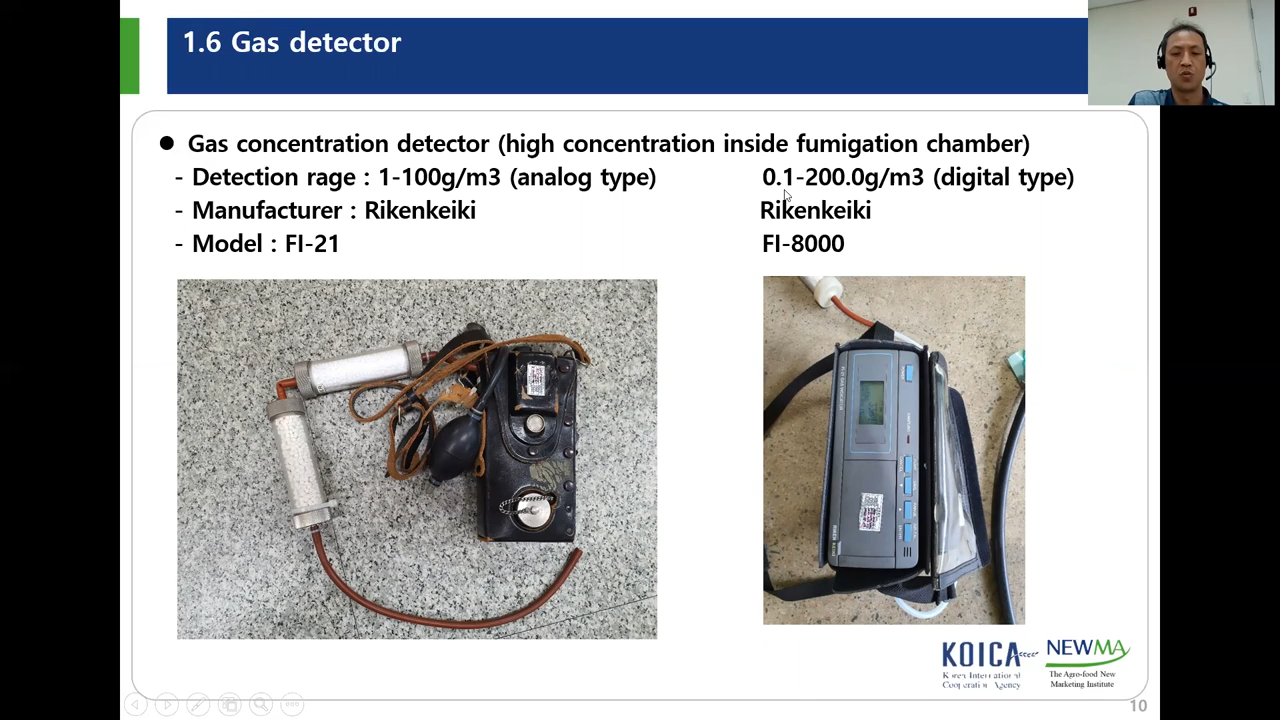 1.6 Gas detector
● Gas concentration detector (high concentration inside fumigation chamber)
- Detection rage : 1-100g/m3 (analog type) 0.1-200.0g/m3 (digital type)
- Manufacturer : Rikenkeiki Rikenkeiki
- Model : FI-21 FI-8000
KOICA
Korea International
Cooperation Agency
NEWMA
The Agro-food New
Marketing Institute
10